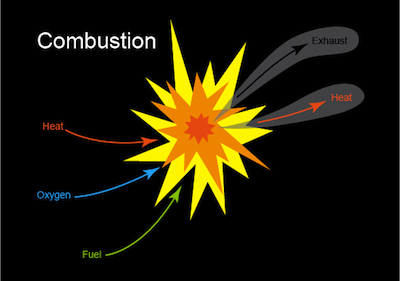 Combustion
Exhaust
Heat
Heat
Oxygen
Fuel